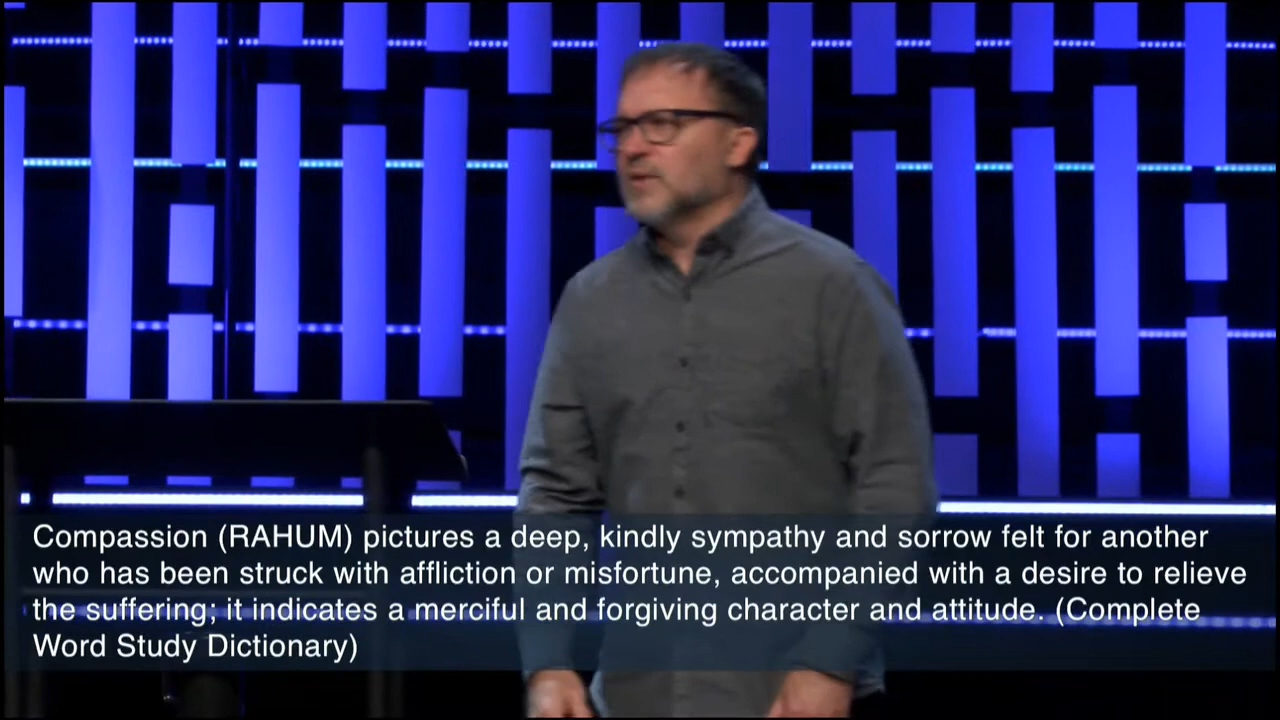 Compassion (RAHUM) pictures a deep, kindly sympathy and sorrow felt for another
who has been struck with affliction or misfortune, accompanied with a desire to relieve
the suffering; it indicates a merciful and forgiving character and attitude. (Complete
Word Study Dictionary)